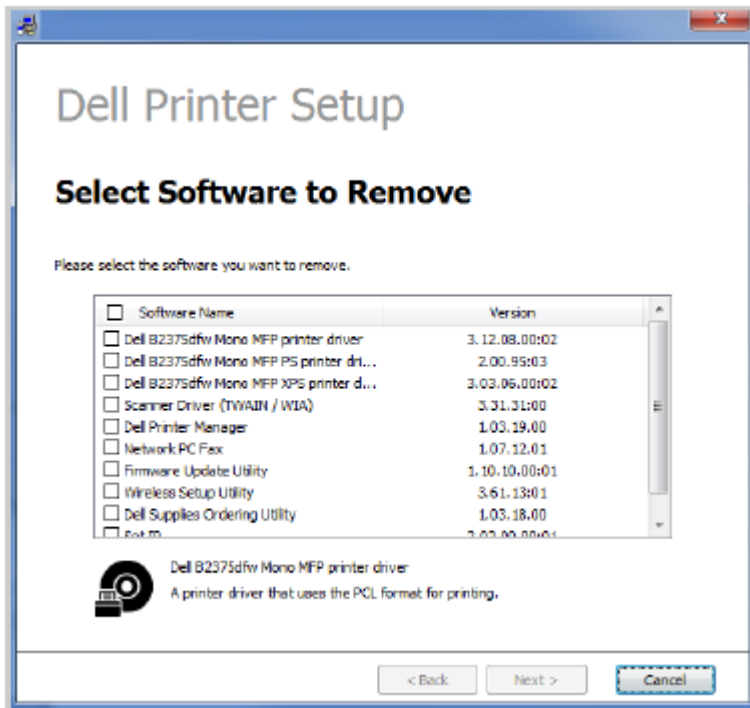 Dell Printer Setup
Select Software to Remove
Please select the software you want to remove.
Software Name Version
Dell B2375dfw Mono MFP printer driver 3.12.08.00:02
Dell B2375dfw Mono MFP PS printer dri... 2.00.95:03
Dell B2375dfw Mono MFP XPS printer d... 3.03.06.00:02
Scanner Driver (TWAIN / WIA) 3.31.31:00
Dell Printer Manager 1.03.19.00
Network PC Fax 1.07.12.01
Firmware Update Utility 1.10.10.00:01
Wireless Setup Utility 3.61.13:01
Dell Supplies Ordering Utility 1.03.18.00
Set IP
Dell B2375dfw Mono MFP printer driver
A printer driver that uses the PCL format for printing.
< Back Next > Cancel